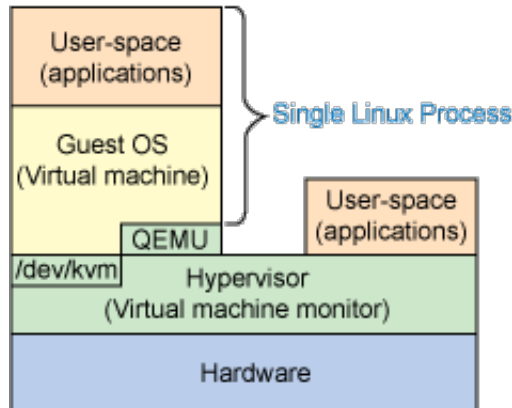 User-space
(applications)
Single Linux Process
Guest OS
(Virtual machine)
User-space
(applications)
QEMU
/dev/kvm
Hypervisor
(Virtual machine monitor)
Hardware